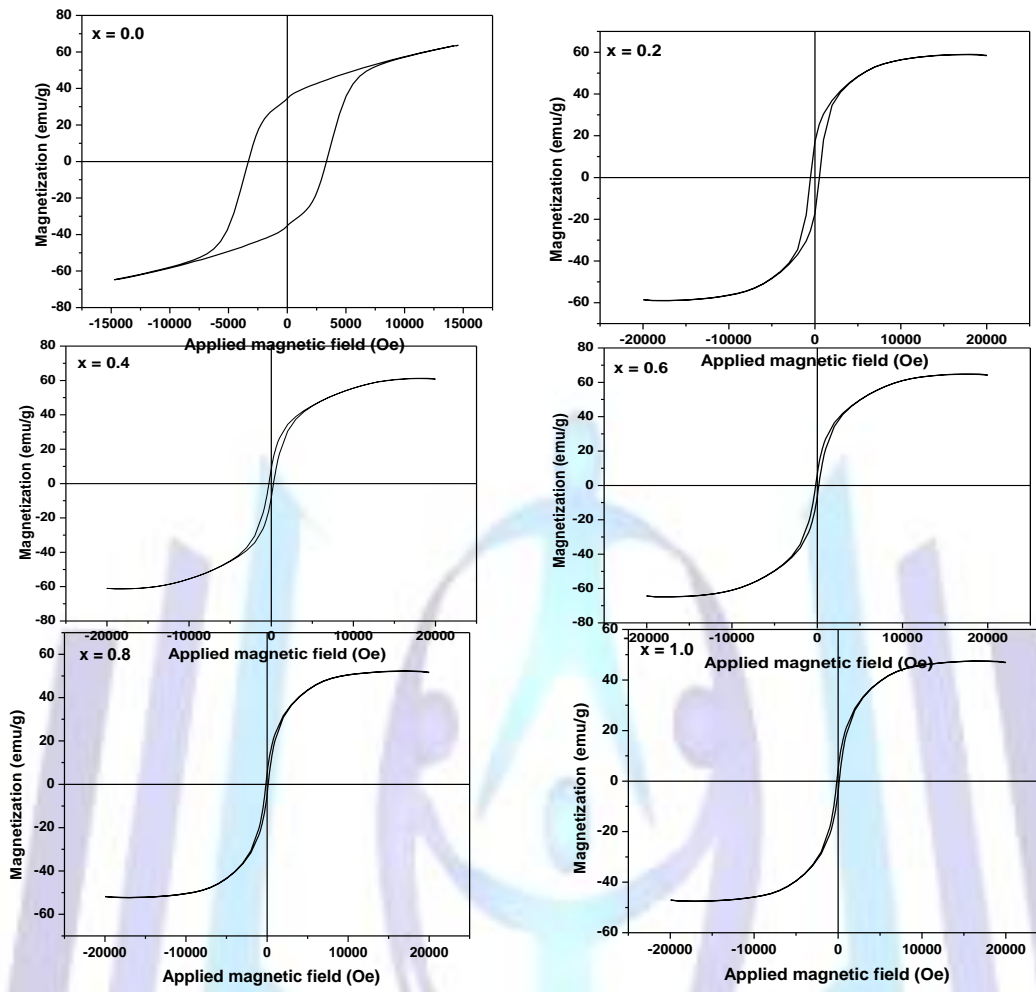 x = 0.0
Magnetization (emu/g)
80
60
40
20
0
-20
-40
-60
-80
-15000 -10000 -5000 0 5000 10000 15000
Applied magnetic field (Oe)
x = 0.2
Magnetization (emu/g)
60
40
20
0
-20
-40
-60
-20000 -10000 0 10000 20000
Applied magnetic field (Oe)
x = 0.4
Magnetization (emu/g)
80
60
40
20
0
-20
-40
-60
-80
-20000 -10000 0 10000 20000
Applied magnetic field (Oe)
x = 0.6
Magnetization (emu/g)
80
60
40
20
0
-20
-40
-60
-80
-20000 -10000 0 10000 20000
Applied magnetic field (Oe)
x = 0.8
Magnetization (emu/g)
60
40
20
0
-20
-40
-60
-20000 -10000 0 10000 20000
Applied magnetic field (Oe)
x = 1.0
Magnetization (emu/g)
40
20
0
-20
-40
-60
-20000 -10000 0 10000 20000
Applied magnetic field (Oe)